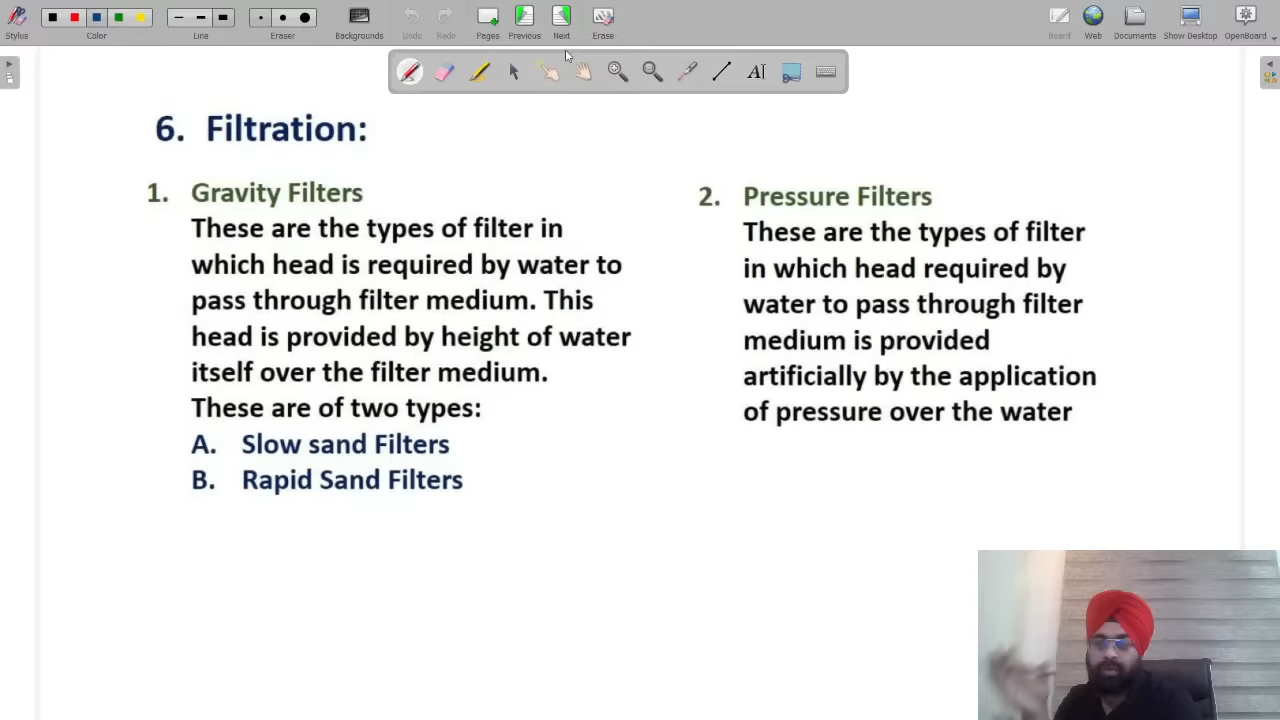 Stylus
Color
Line
Eraser
Backgrounds
Undo
Redo
Pages
Previous
Next
Erase
Board
Web
Documents
Show Desktop
OpenBoard
6. Filtration:
1. Gravity Filters
These are the types of filter in
which head is required by water to
pass through filter medium. This
head is provided by height of water
itself over the filter medium.
These are of two types:
A. Slow sand Filters
B. Rapid Sand Filters
2. Pressure Filters
These are the types of filter
in which head required by
water to pass through filter
medium is provided
artificially by the application
of pressure over the water